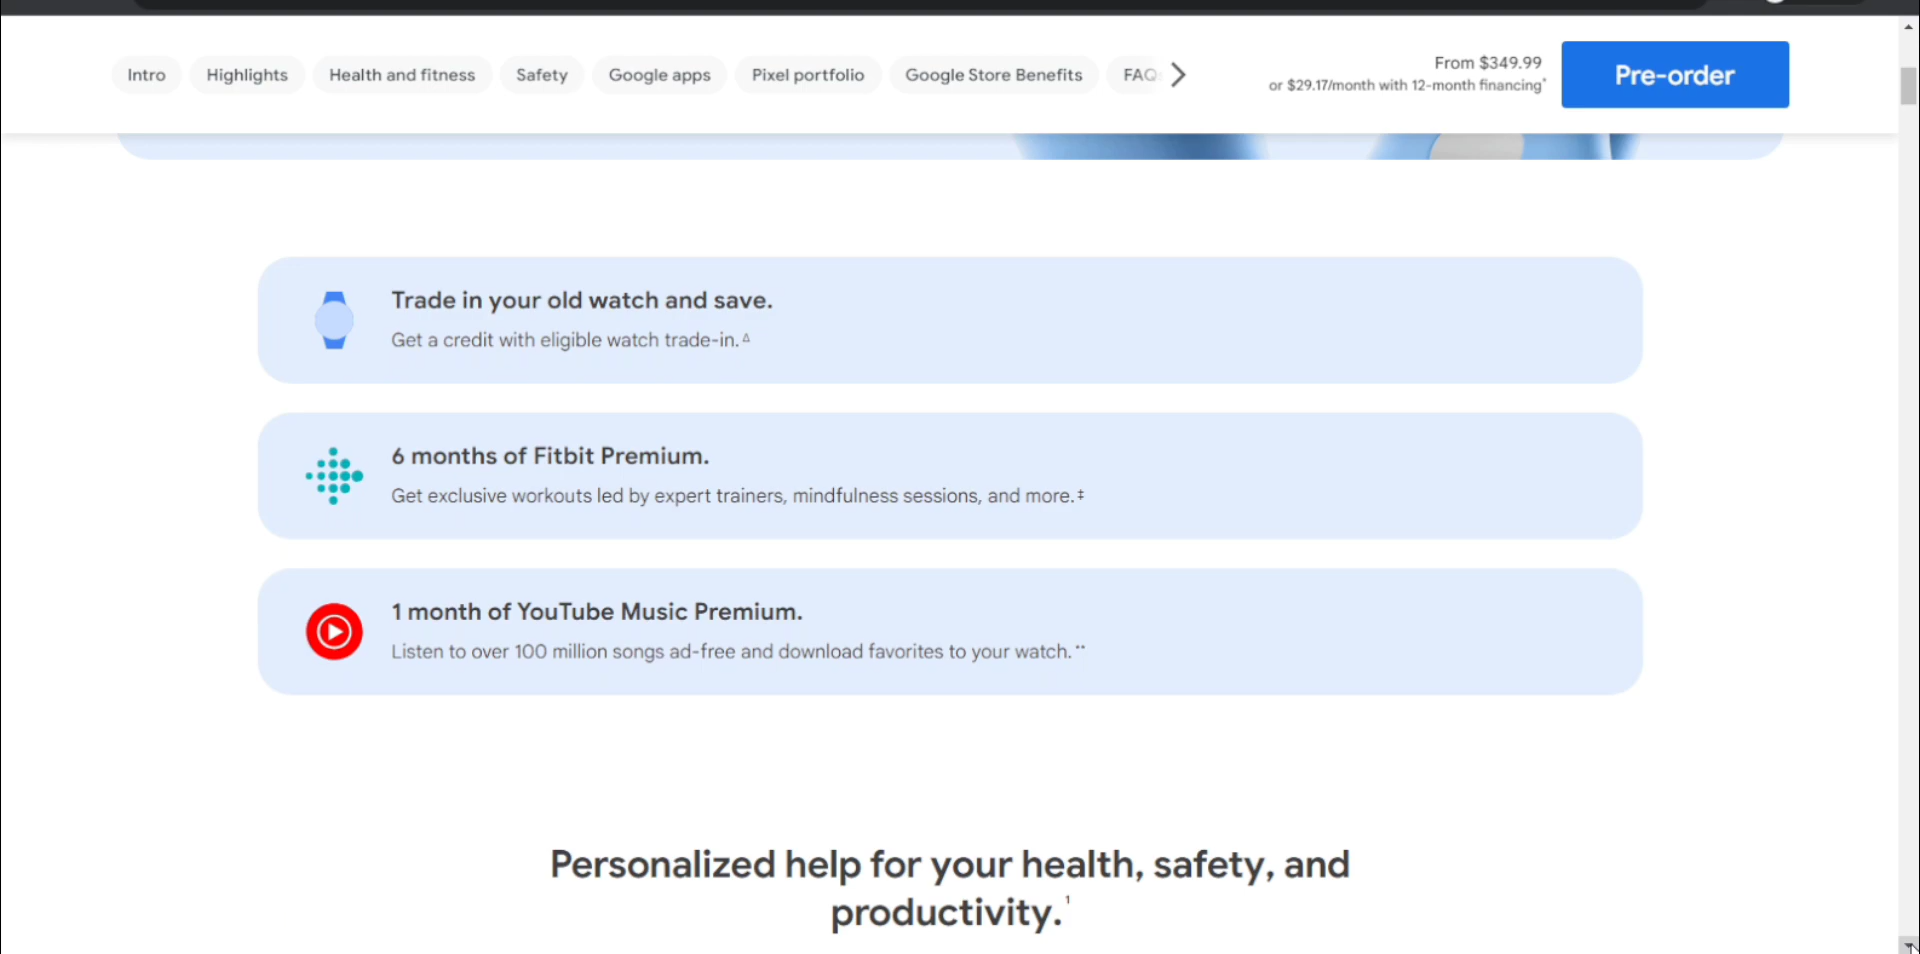 Intro
Highlights
Health and fitness
Safety
Google apps
Pixel portfolio
Google Store Benefits
FAQ
From $349.99
or $29.17/month with 12-month financing*
Pre-order
Trade in your old watch and save.
Get a credit with eligible watch trade-in.Δ
6 months of Fitbit Premium.
Get exclusive workouts led by expert trainers, mindfulness sessions, and more.‡
1 month of YouTube Music Premium.
Listen to over 100 million songs ad-free and download favorites to your watch.**
Personalized help for your health, safety, and
productivity.¹